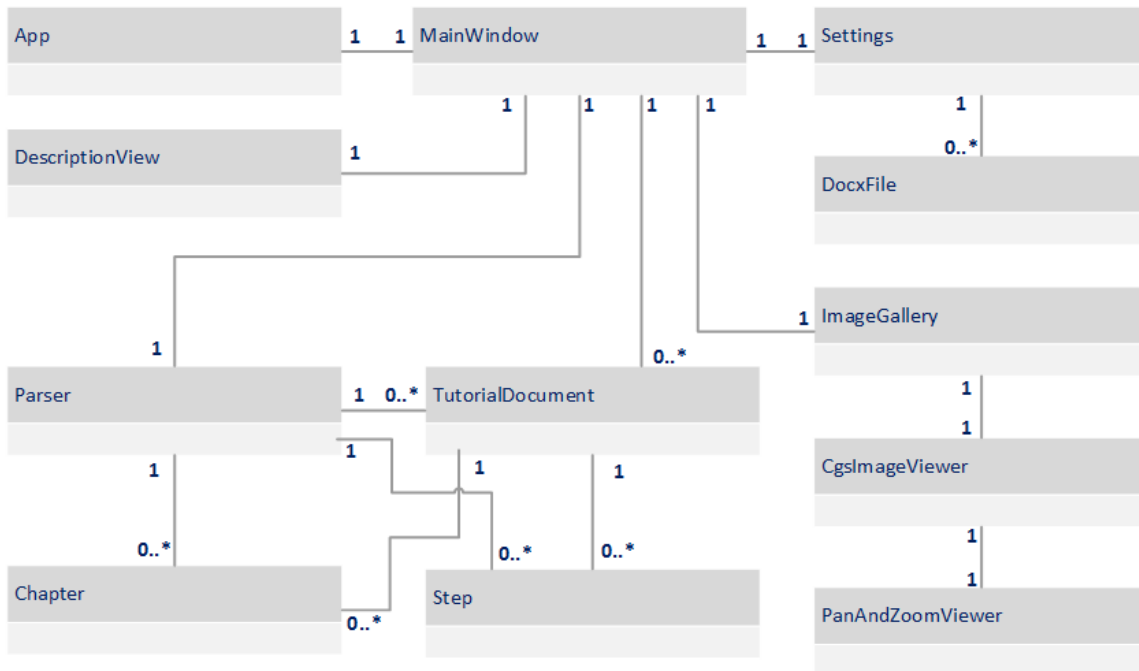 App
1 1
MainWindow
1 1
Settings
1 1 1 1
1
0..*
DescriptionView
1
DocxFile
ImageGallery
1
1
0..*
Parser
1 0..*
TutorialDocument
1
1
CgsImageViewer
1
1
1
1
0..*
0..*
0..*
1
1
Chapter
0..*
Step
PanAndZoomViewer